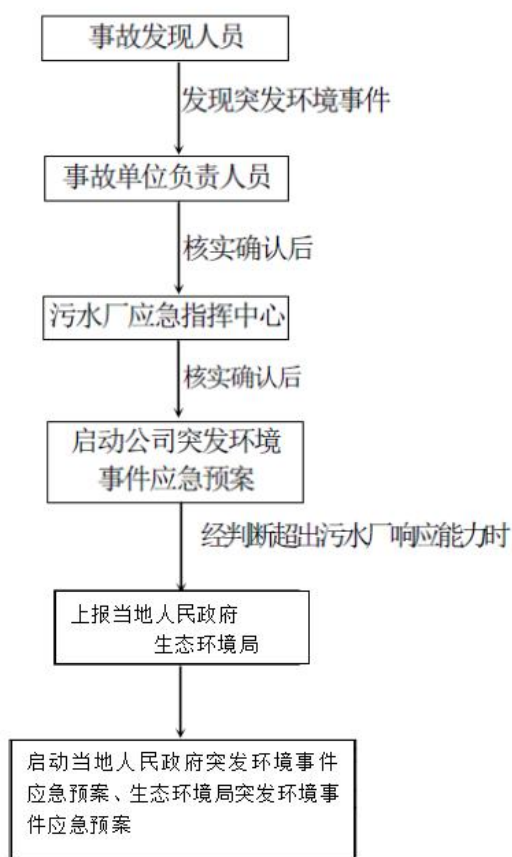 事故发现人员
发现突发环境事件
事故单位负责人员
核实确认后
污水厂应急指挥中心
核实确认后
启动公司突发环境
事件应急预案
经判断超出污水厂响应能力时
上报当地人民政府
生态环境局
启动当地人民政府突发环境事件
应急预案、生态环境局突发环境事
件应急预案